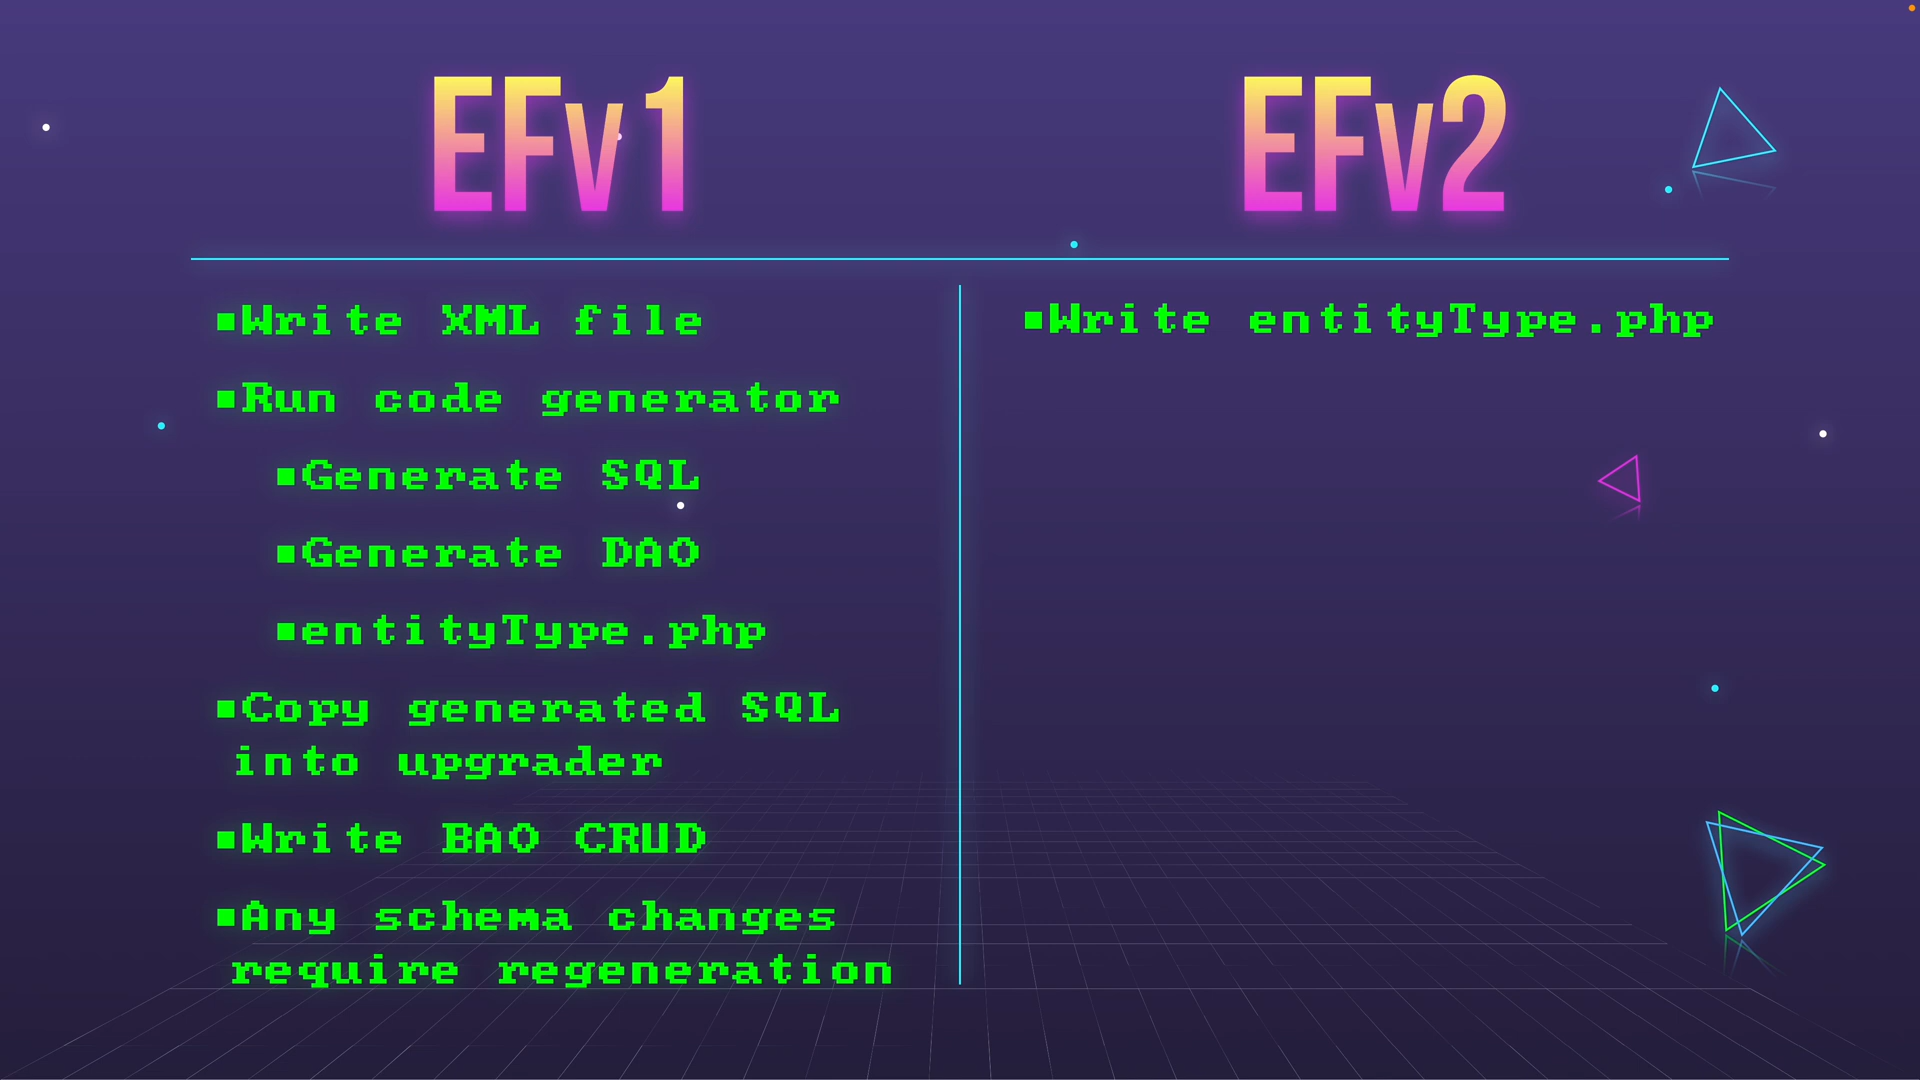 EFv1
▪Write XML file
▪Run code generator
▪Generate SQL
▪Generate DAO
▪entityType.php
▪Copy generated SQL
into upgrader
▪Write BAO CRUD
▪Any schema changes
require regeneration
EFv2
▪Write entityType.php